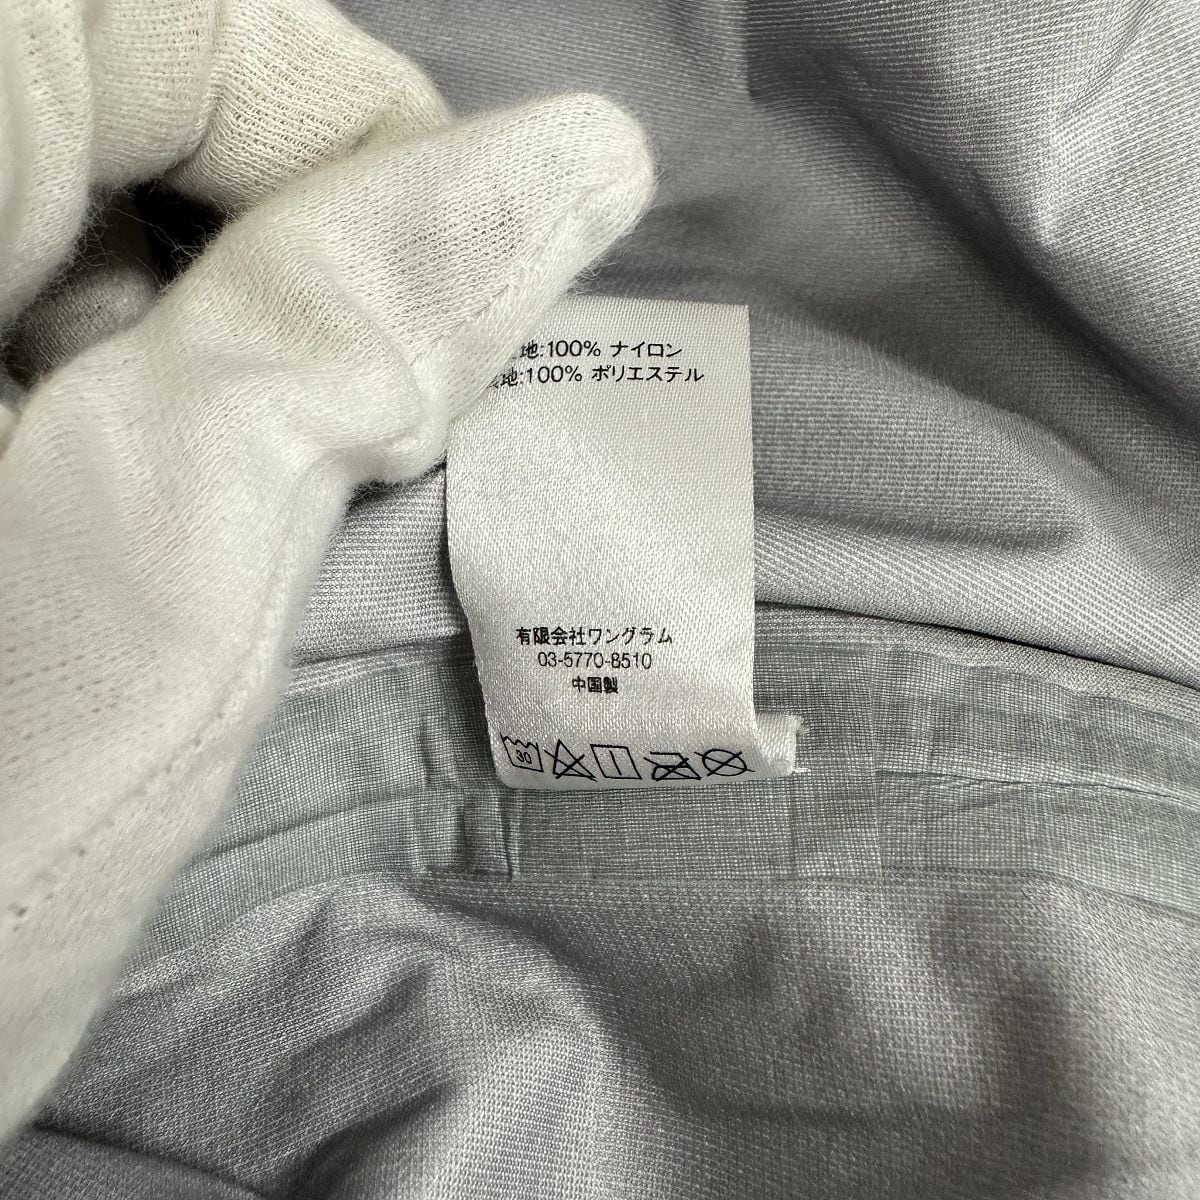 地:100% ナイロン
地:100% ポリエステル
有限会社ワングラム
03-5770-8510
中国製
30